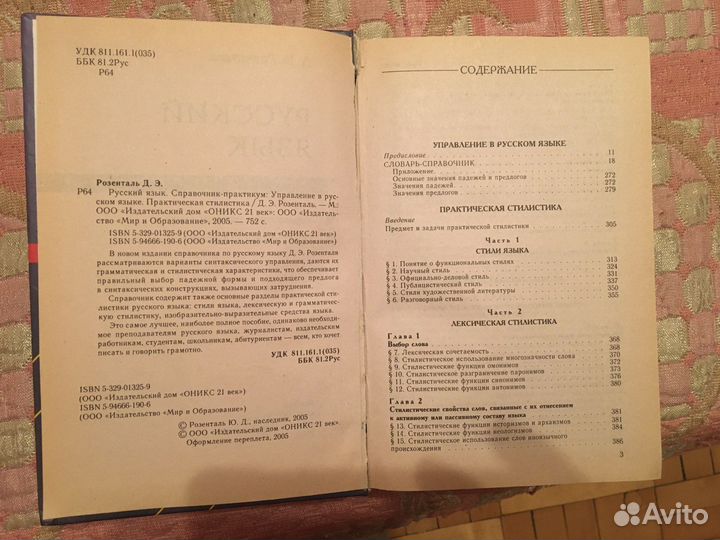 УДК 811.161.1(035)
ББК 81.2Рус
Р64
Розенталь Д. Э.
Р64 Русский язык. Справочник-практикум: Управление в рус-
ском языке. Практическая стилистика / Д. Э. Розенталь. — М.:
ООО «Издательский дом «ОНИКС 21 век»: ООО «Издатель-
ство «Мир и Образование», 2005. — 752 с.
ISBN 5-329-01325-9 (ООО «Издательский дом «ОНИКС 21 век»)
ISBN 5-94666-190-6 (ООО «Издательство «Мир и Образование»)
В новом издании справочника по русскому языку Д. Э. Розенталя
рассматриваются варианты синтаксического управления, даются их
грамматическая и стилистическая характеристики, что обеспечивает
правильный выбор падежной формы и подходящего предлога
в синтаксических конструкциях, вызывающих затруднения.
Справочник содержит также основные разделы практической сти-
листики русского языка: стили языка, лексическую и грамматичес-
кую стилистику, изобразительно-выразительные средства языка.
Это самое лучшее, наиболее полное пособие, одинаково необходи-
мое преподавателям русского языка, журналистам, издательским
работникам, студентам, школьникам, абитуриентам — всем, кто хочет
писать и говорить грамотно.
УДК 811.161.1(035)
ББК 81.2Рус
ISBN 5-329-01325-9
(ООО «Издательский дом «ОНИКС 21 век»)
ISBN 5-94666-190-6
(ООО «Издательство «Мир и Образование»)
© Розенталь Ю. Д., наследник, 2005
© ООО «Издательский дом «ОНИКС 21 век».
Оформление переплета, 2005
СОДЕРЖАНИЕ
УПРАВЛЕНИЕ В РУССКОМ ЯЗЫКЕ
Предисловие 11
СЛОВАРЬ-СПРАВОЧНИК 18
Приложение.
Основные значения падежей и предлогов 272
Значения падежей 272
Значения предлогов 279
ПРАКТИЧЕСКАЯ СТИЛИСТИКА
Введение
Предмет и задачи практической стилистики 305
Часть 1
СТИЛИ ЯЗЫКА
§ 1. Понятие о функциональных стилях 313
§ 2. Научный стиль 324
§ 3. Официально-деловой стиль 331
§ 4. Публицистический стиль 337
§ 5. Стили художественной литературы 350
§ 6. Разговорный стиль 355
Часть 2
ЛЕКСИЧЕСКАЯ СТИЛИСТИКА
Глава 1
Выбор слова 368
§ 7. Лексическая сочетаемость 368
§ 8. Стилистическое использование многозначности слова 370
§ 9. Стилистические функции омонимов 372
§ 10. Стилистическое разграничение паронимов 374
§ 11. Стилистические функции синонимов 376
§ 12. Стилистические функции антонимов 380
Глава 2
Стилистические свойства слов, связанные с их отнесением
к активному или пассивному составу языка 381
§ 13. Стилистические функции историзмов и архаизмов 381
§ 14. Стилистические функции неологизмов 384
§ 15. Стилистическое использование слов иноязычного
происхождения 386
3
Avito